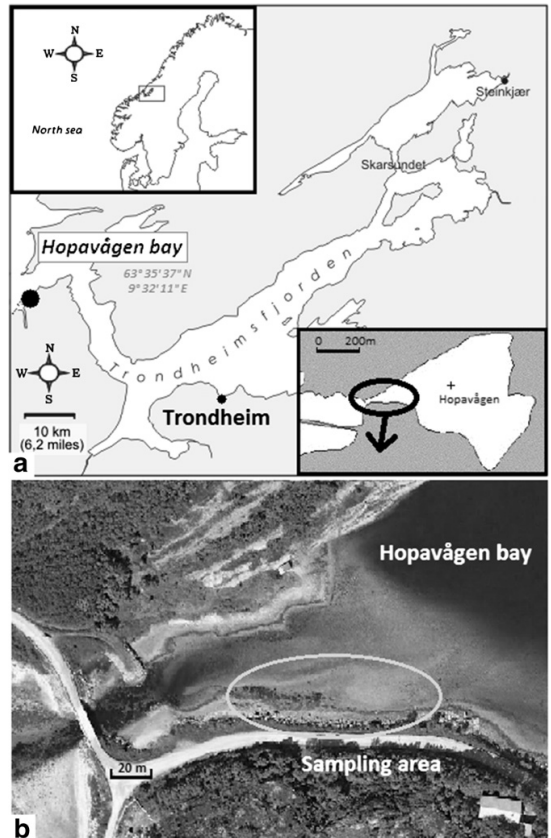 N
W E
S
North sea
Steinkjær
Skarsundet
Hopavågen bay
63° 35' 37" N
9° 32' 11" E
Trondheimsfjorden
N
W E
S
0 200m
Hopavågen
Trondheim
10 km
(6,2 miles)
a
Hopavågen bay
20 m
Sampling area
b